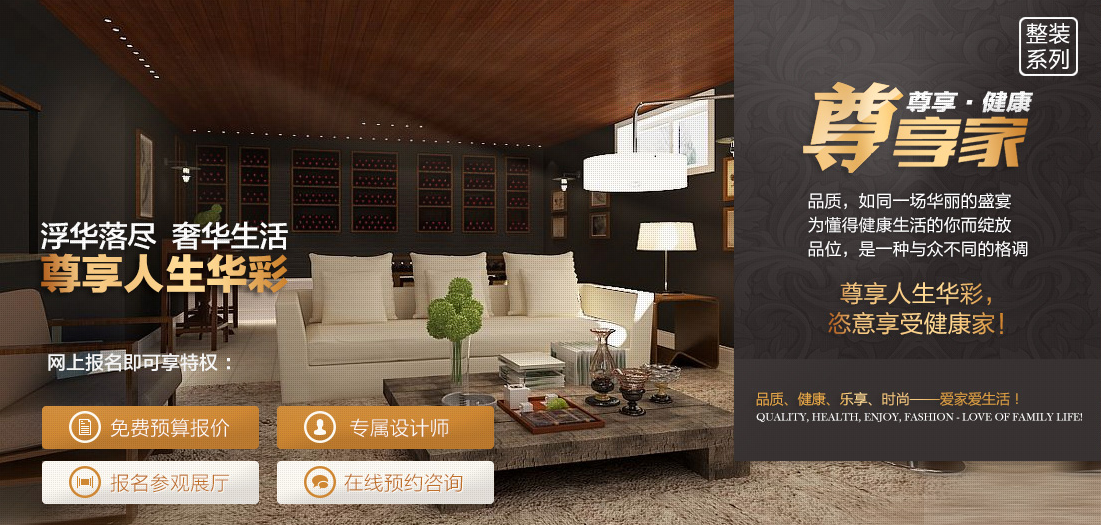 整装
系列
尊享·健康
尊享家
品质，如同一场华丽的盛宴
为懂得健康生活的你而绽放
品位，是一种与众不同的格调
尊享人生华彩，
恣意享受健康家！
品质、健康、乐享、时尚——爱家爱生活！
QUALITY, HEALTH, ENJOY, FASHION - LOVE OF FAMILY LIFE!
浮华落尽 奢华生活
尊享人生华彩
网上报名即可享特权：
免费预算报价
专属设计师
报名参观展厅
在线预约咨询